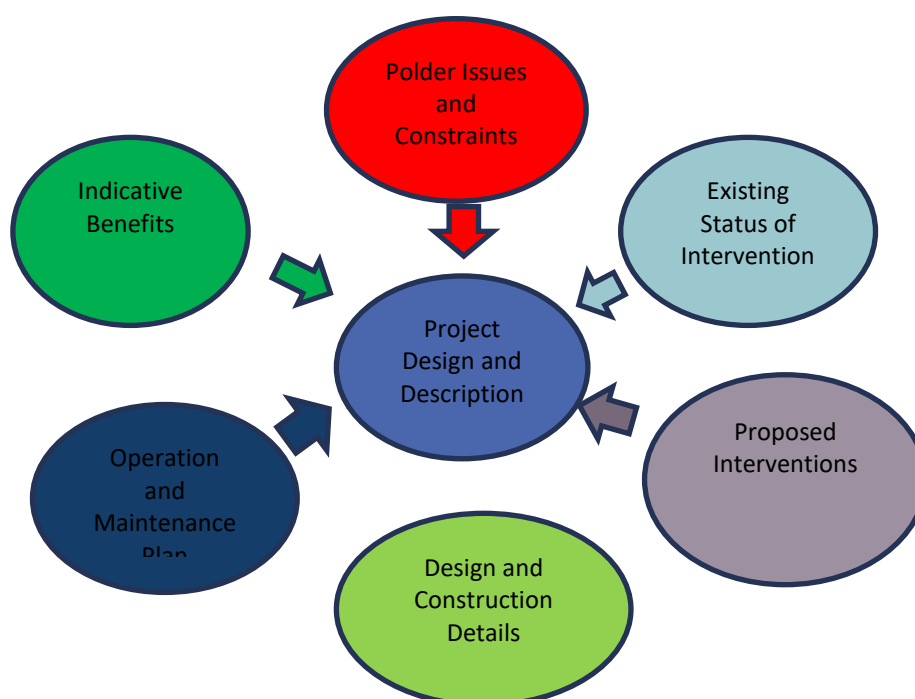 Polder Issues
and
Constraints
Indicative
Benefits
Existing
Status of
Intervention
Project
Design and
Description
Proposed
Interventions
Operation
and
Maintenance
Plan
Design and
Construction
Details